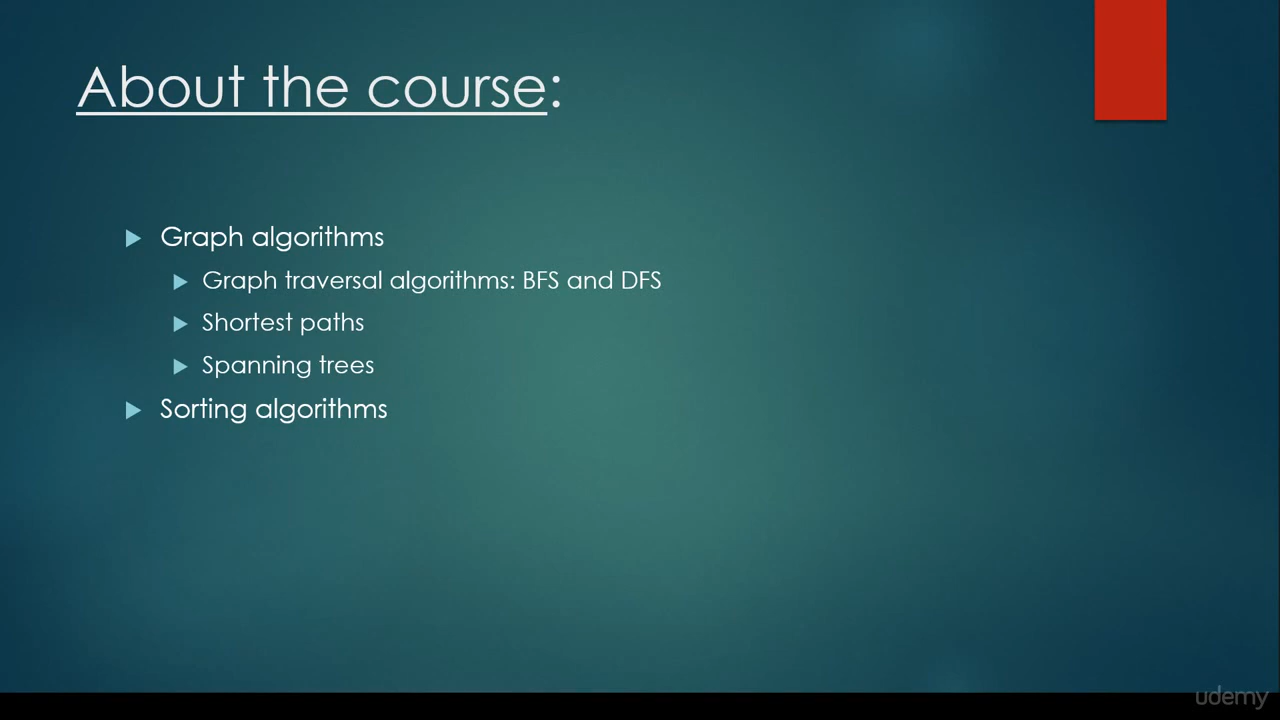 About the course:
Graph algorithms
Graph traversal algorithms: BFS and DFS
Shortest paths
Spanning trees
Sorting algorithms
udemy